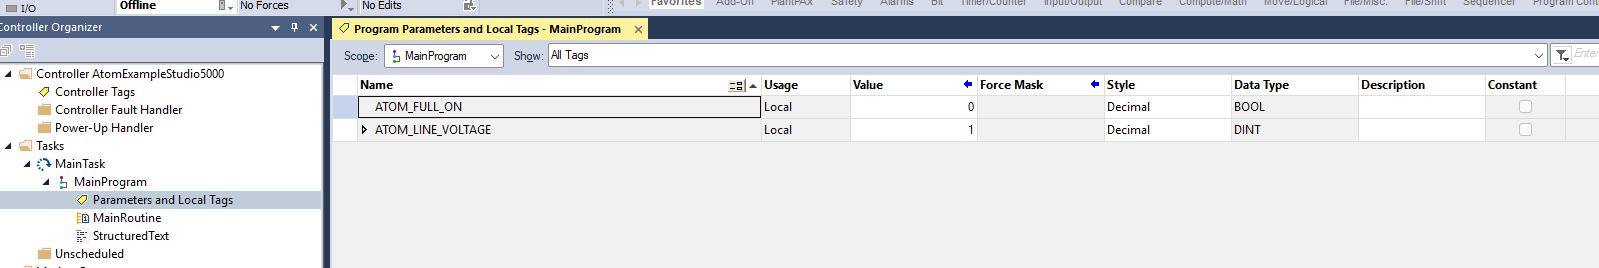 I/O
Offline
No Forces
No Edits
Favorites Add-On PlantPAx Safety Alarms Bit Timer/Counter Input/Output Compare Compute/Math Move/Logical File/Misc. File/Shift Sequencer Program Cont
Controller Organizer
Controller AtomExampleStudio5000
Controller Tags
Controller Fault Handler
Power-Up Handler
Tasks
MainTask
MainProgram
Parameters and Local Tags
MainRoutine
StructuredText
Unscheduled
Program Parameters and Local Tags - MainProgram
Scope: MainProgram Show: All Tags Enter
Name Usage Value Force Mask Style Data Type Description Constant
ATOM_FULL_ON Local 0 Decimal BOOL
ATOM_LINE_VOLTAGE Local 1 Decimal DINT